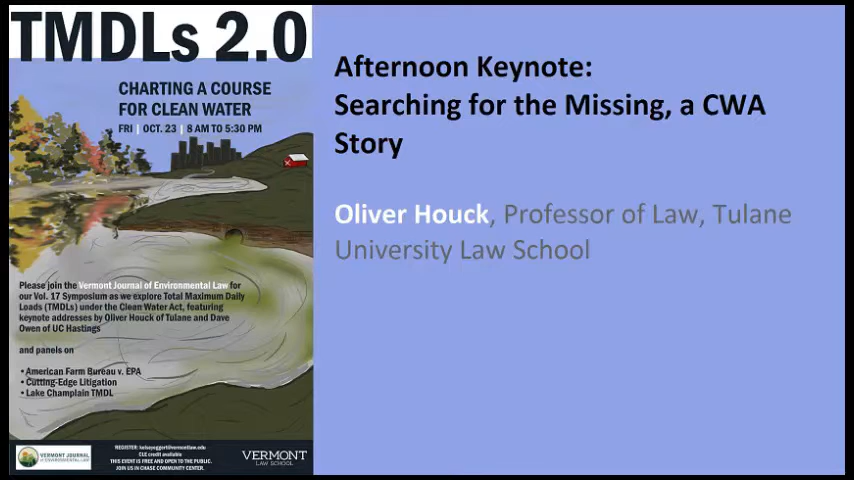 TMDLs 2.0
CHARTING A COURSE
FOR CLEAN WATER
FRI | OCT. 23 | 8 AM TO 5:30 PM
Please join the Vermont Journal of Environmental Law for
our Vol. 17 Symposium as we explore Total Maximum Daily
Loads (TMDLs) under the Clean Water Act, featuring
keynote addresses by Oliver Houck of Tulane and Dave
Owen of UC Hastings
and panels on
•American Farm Bureau v. EPA
•Cutting-Edge Litigation
•Lake Champlain TMDL
VERMONT JOURNAL
of ENVIRONMENTAL LAW
CLE credit available
THIS EVENT IS FREE AND OPEN TO THE PUBLIC.
JOIN US IN CHASE COMMUNITY CENTER.
VERMONT
LAW SCHOOL
Afternoon Keynote:
Searching for the Missing, a CWA
Story
Oliver Houck, Professor of Law, Tulane
University Law School